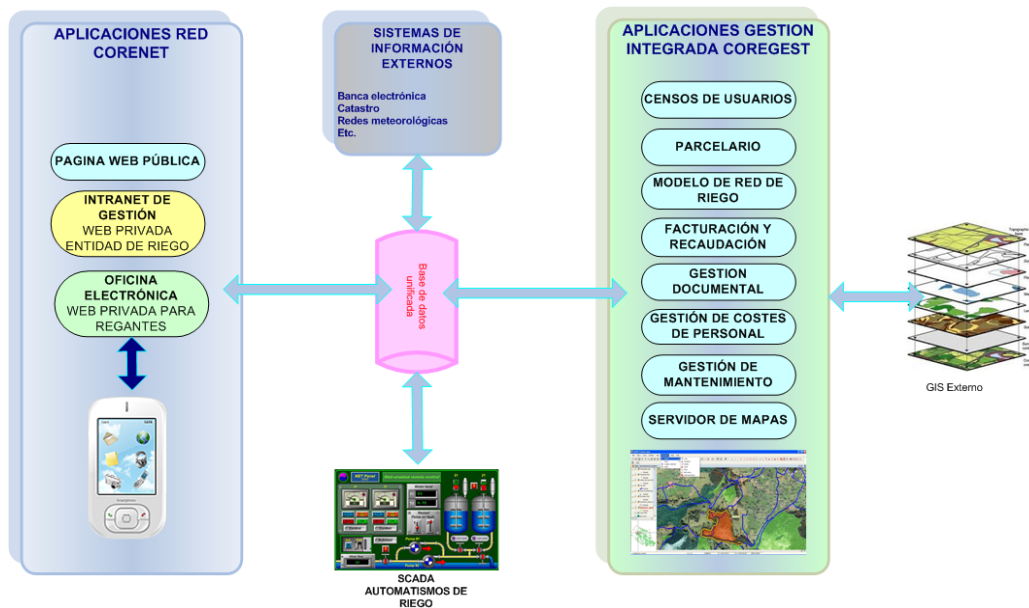 APLICACIONES RED
CORENET
PAGINA WEB PÚBLICA
INTRANET DE
GESTIÓN
WEB PRIVADA
ENTIDAD DE RIEGO
OFICINA
ELECTRÓNICA
WEB PRIVADA PARA
REGANTES
SISTEMAS DE
INFORMACIÓN
EXTERNOS
Banca electrónica
Catastro
Redes meteorológicas
Etc.
Base de datos
unificada
SCADA
AUTOMATISMOS DE
RIEGO
APLICACIONES GESTION
INTEGRADA COREGEST
CENSOS DE USUARIOS
PARCELARIO
MODELO DE RED DE
RIEGO
FACTURACIÓN Y
RECAUDACIÓN
GESTION
DOCUMENTAL
GESTIÓN DE COSTES
DE PERSONAL
GESTIÓN DE
MANTENIMIENTO
SERVIDOR DE MAPAS
GIS Externo